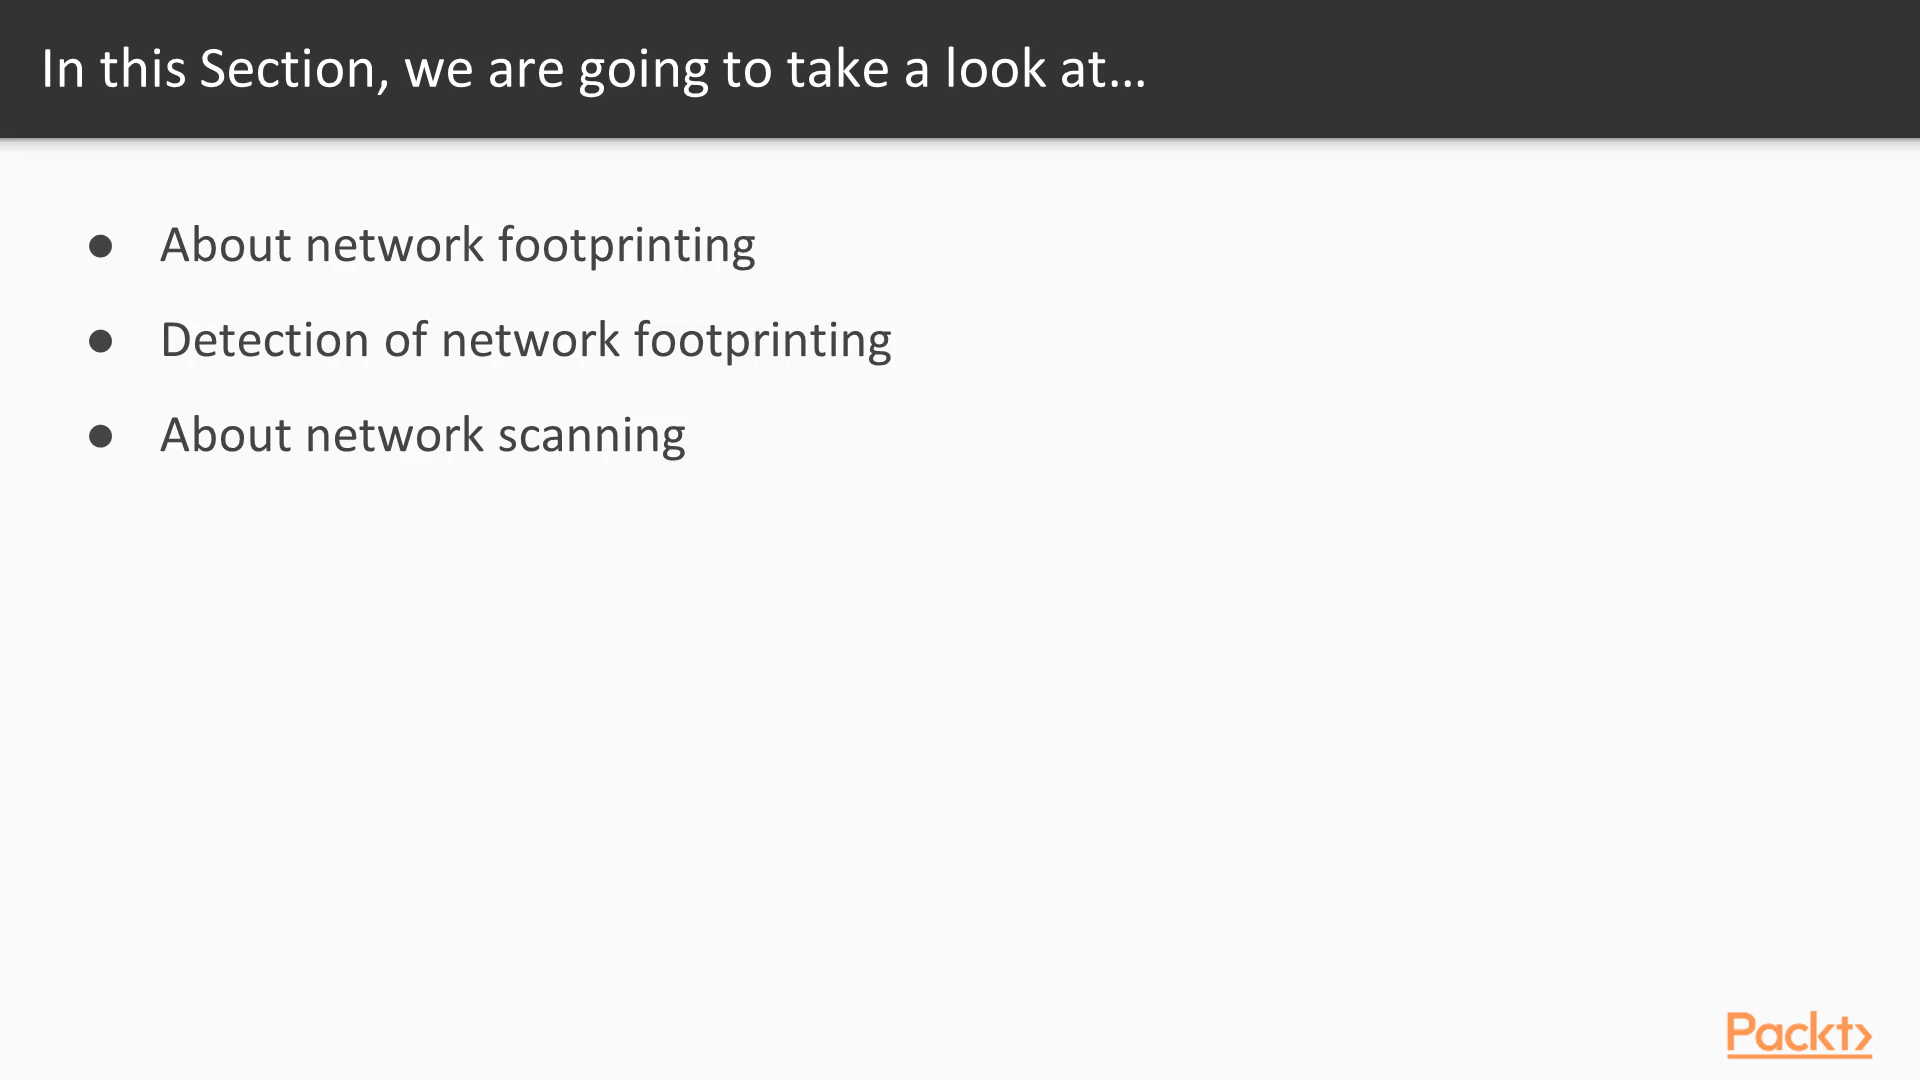 In this Section, we are going to take a look at...
● About network footprinting
● Detection of network footprinting
● About network scanning
Packt>